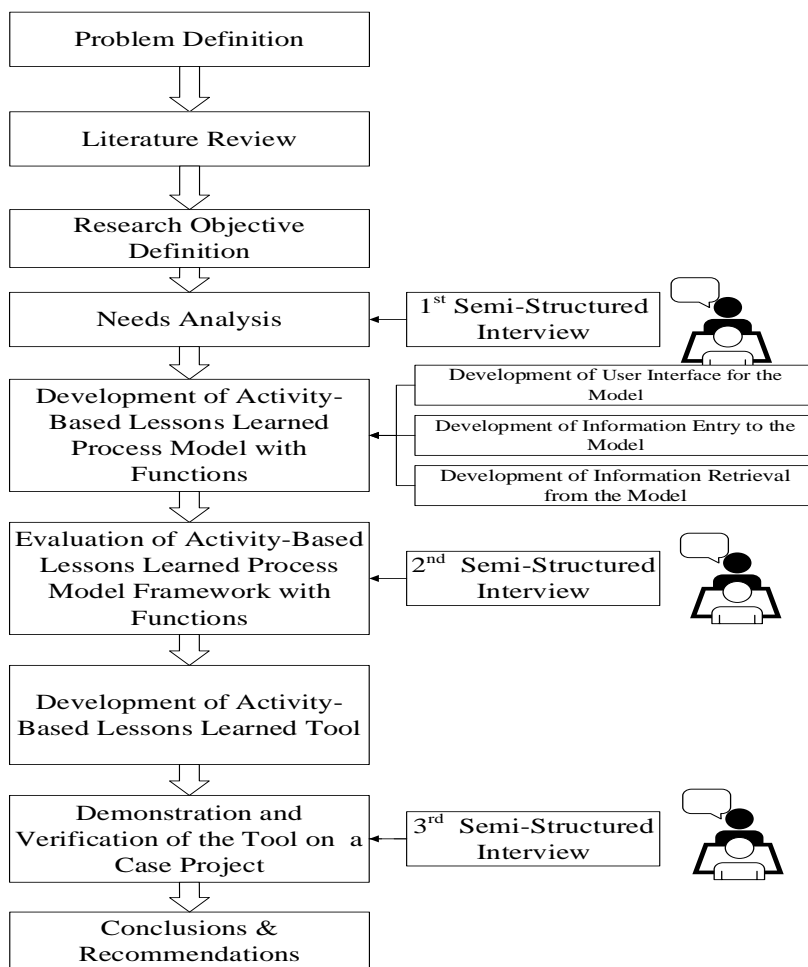 Problem Definition
Literature Review
Research Objective
Definition
Needs Analysis
1st Semi-Structured
Interview
Development of Activity-
Based Lessons Learned
Process Model with
Functions
Development of User Interface for the
Model
Development of Information Entry to the
Model
Development of Information Retrieval
from the Model
Evaluation of Activity-Based
Lessons Learned Process
Model Framework with
Functions
2nd Semi-Structured
Interview
Development of Activity-
Based Lessons Learned Tool
Demonstration and
Verification of the Tool on a
Case Project
3rd Semi-Structured
Interview
Conclusions &
Recommendations